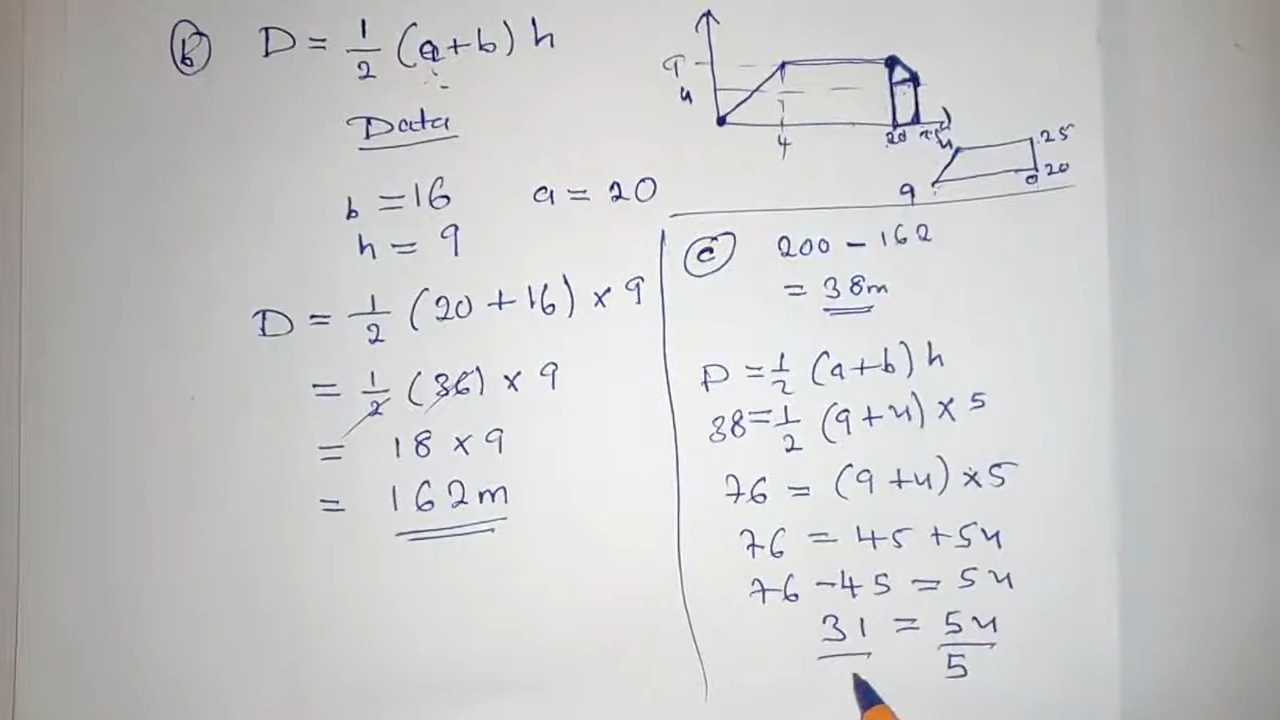 (b) D = 1/2 (a+b) h
Data
b = 16 a = 20
h = 9
D = 1/2 (20 + 16) × 9
= 1/2 (36) × 9
= 18 × 9
= 162m
9
u
4 20 25
u 25
9 20
(c) 200 - 162
= 38m
D = 1/2 (a+b) h
38 = 1/2 (9+u) × 5
76 = (9+u) × 5
76 = 45 + 5u
76 - 45 = 5u
31 = 5u
5